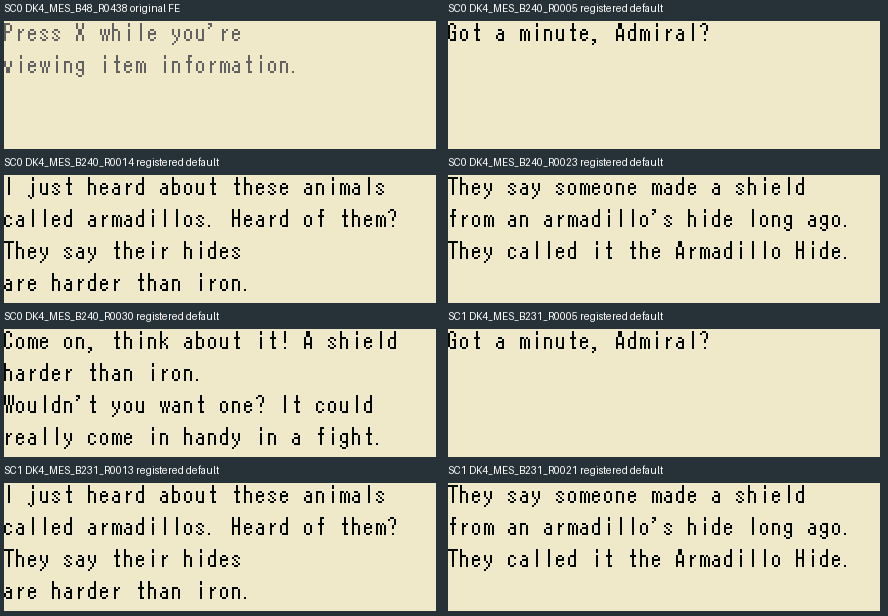 SC0 DK4_MES_B48_R0438 original FE
Press X while you're
viewing item information.
SC0 DK4_MES_B240_R0005 registered default
Got a minute, Admiral?
SC0 DK4_MES_B240_R0014 registered default
I just heard about these animals
called armadillos. Heard of them?
They say their hides
are harder than iron.
SC0 DK4_MES_B240_R0023 registered default
They say someone made a shield
from an armadillo's hide long ago.
They called it the Armadillo Hide.
SC0 DK4_MES_B240_R0030 registered default
Come on, think about it! A shield
harder than iron.
Wouldn't you want one? It could
really come in handy in a fight.
SC1 DK4_MES_B231_R0005 registered default
Got a minute, Admiral?
SC1 DK4_MES_B231_R0013 registered default
I just heard about these animals
called armadillos. Heard of them?
They say their hides
are harder than iron.
SC1 DK4_MES_B231_R0021 registered default
They say someone made a shield
from an armadillo's hide long ago.
They called it the Armadillo Hide.